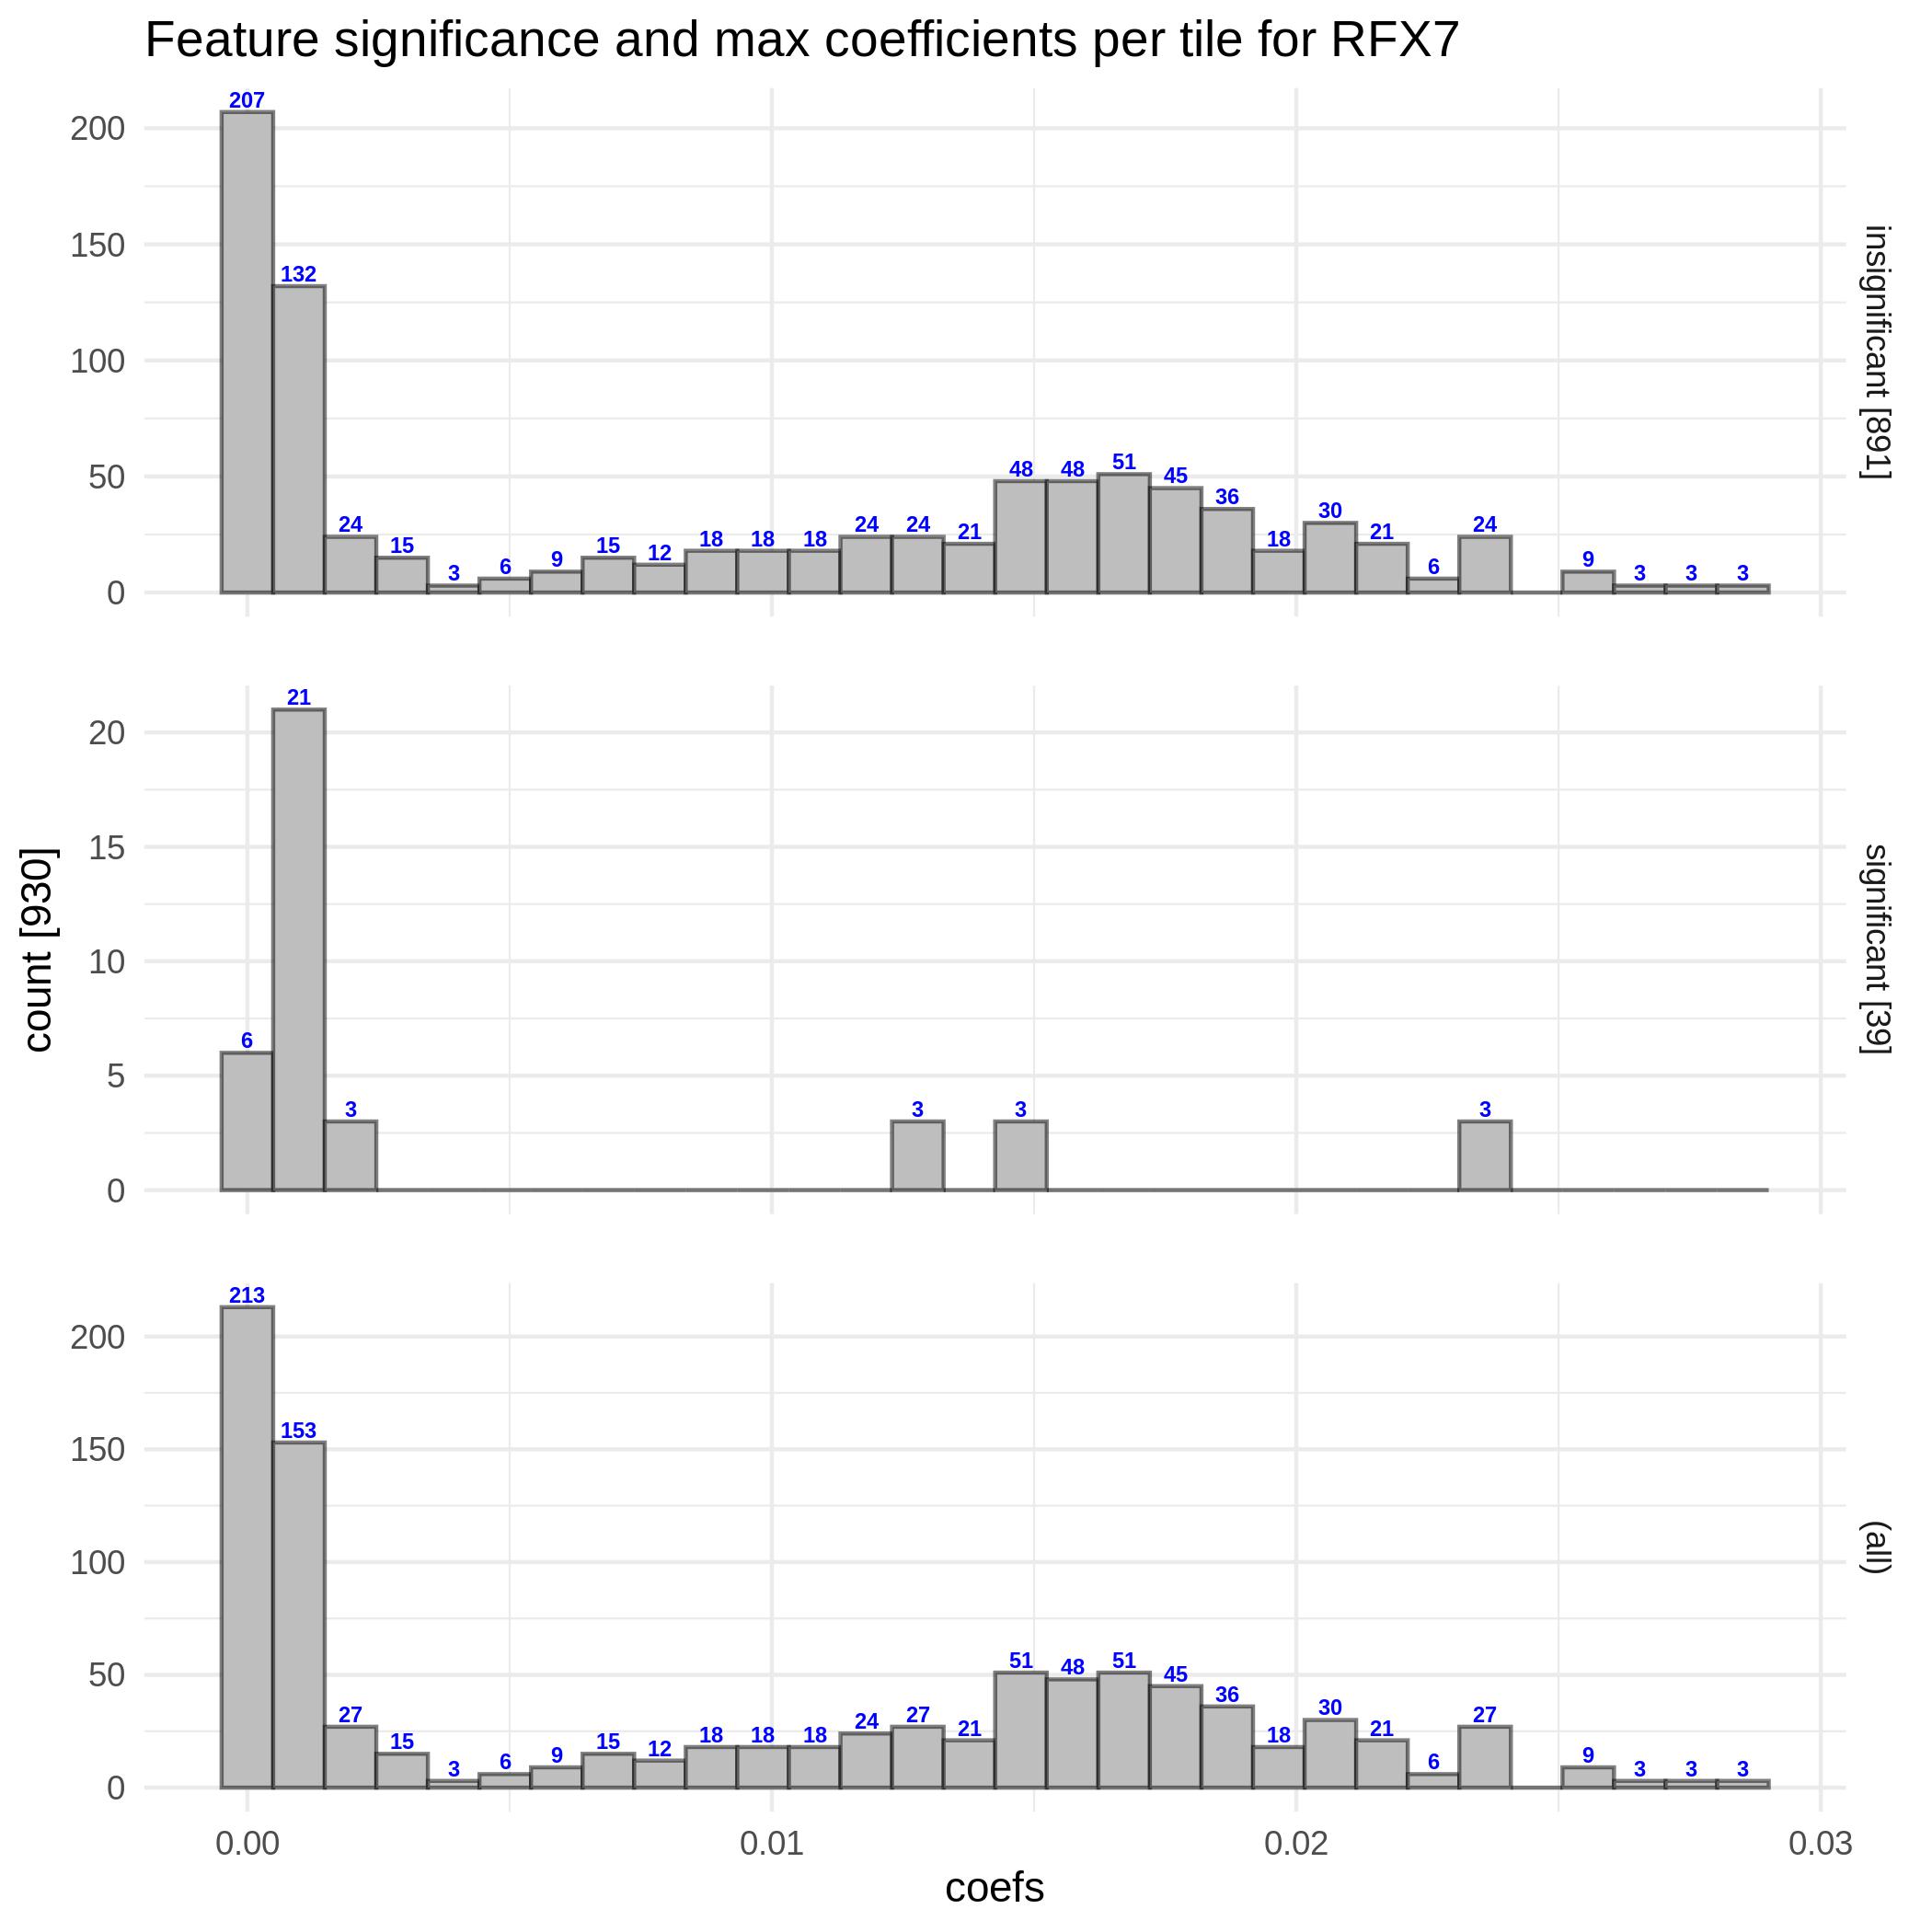 Feature significance and max coefficients per tile for RFX7
207
200
150
132
100
50
24 15 3 6 9 15 12 18 18 18 24 24 21 48 48 51 45 36 18 30 21 6 24 9 3 3 3
0
insignificant [891]
21
20
15
10
6
5
3 3 3 3
0
significant [39]
count [930]
213
200
153
150
100
50
27 15 3 6 9 15 12 18 18 18 24 27 21 51 48 51 45 36 18 30 21 6 27 9 3 3 3
0
(all)
0.00 0.01 0.02 0.03
coefs